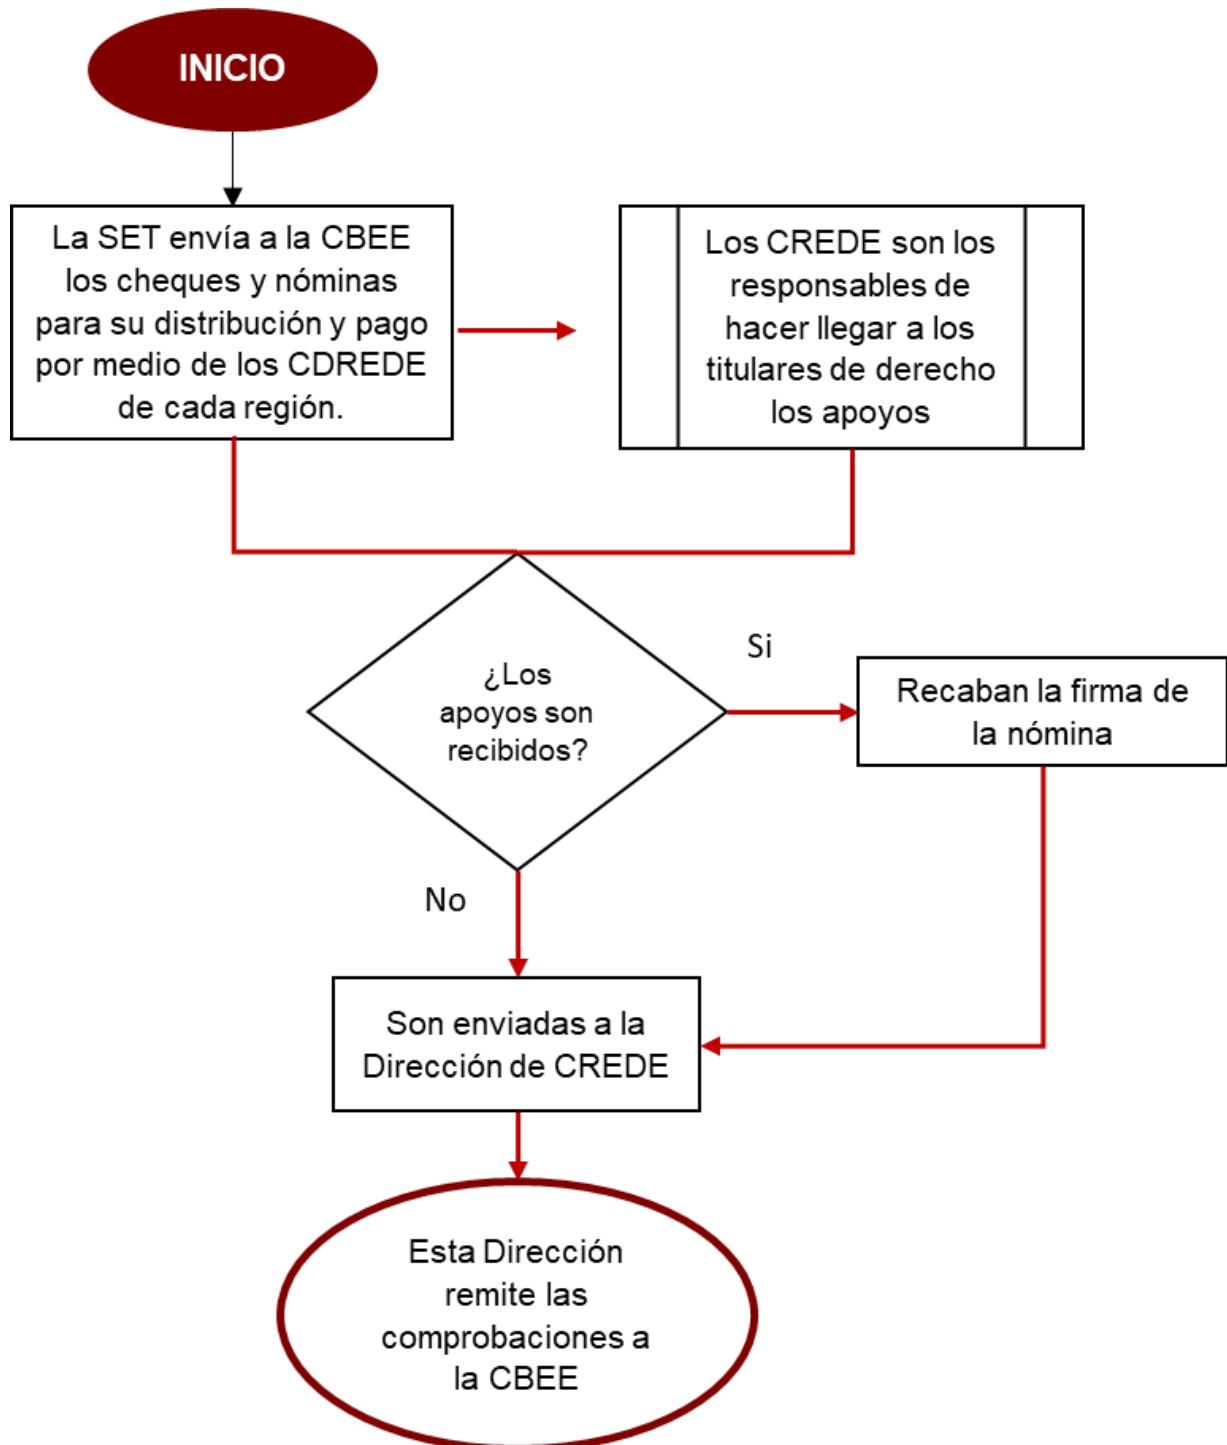 INICIO
La SET envía a la CBEE
los cheques y nóminas
para su distribución y pago
por medio de los CDREDE
de cada región.
Los CREDE son los
responsables de
hacer llegar a los
titulares de derecho
los apoyos
¿Los
apoyos son
recibidos?
Si
Recaban la firma de
la nómina
No
Son enviadas a la
Dirección de CREDE
Esta Dirección
remite las
comprobaciones a
la CBEE